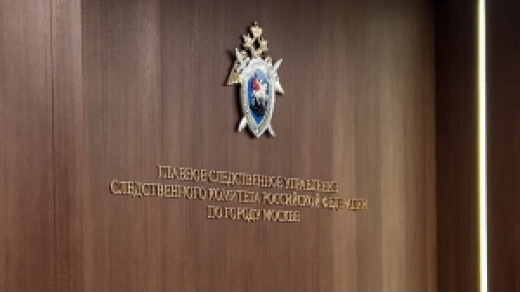 ГЛАВНОЕ СЛЕДСТВЕННОЕ УПРАВЛЕНИЕ
СЛЕДСТВЕННОГО КОМИТЕТА РОССИЙСКОЙ ФЕДЕРАЦИИ
ПО ГОРОДУ МОСКВЕ